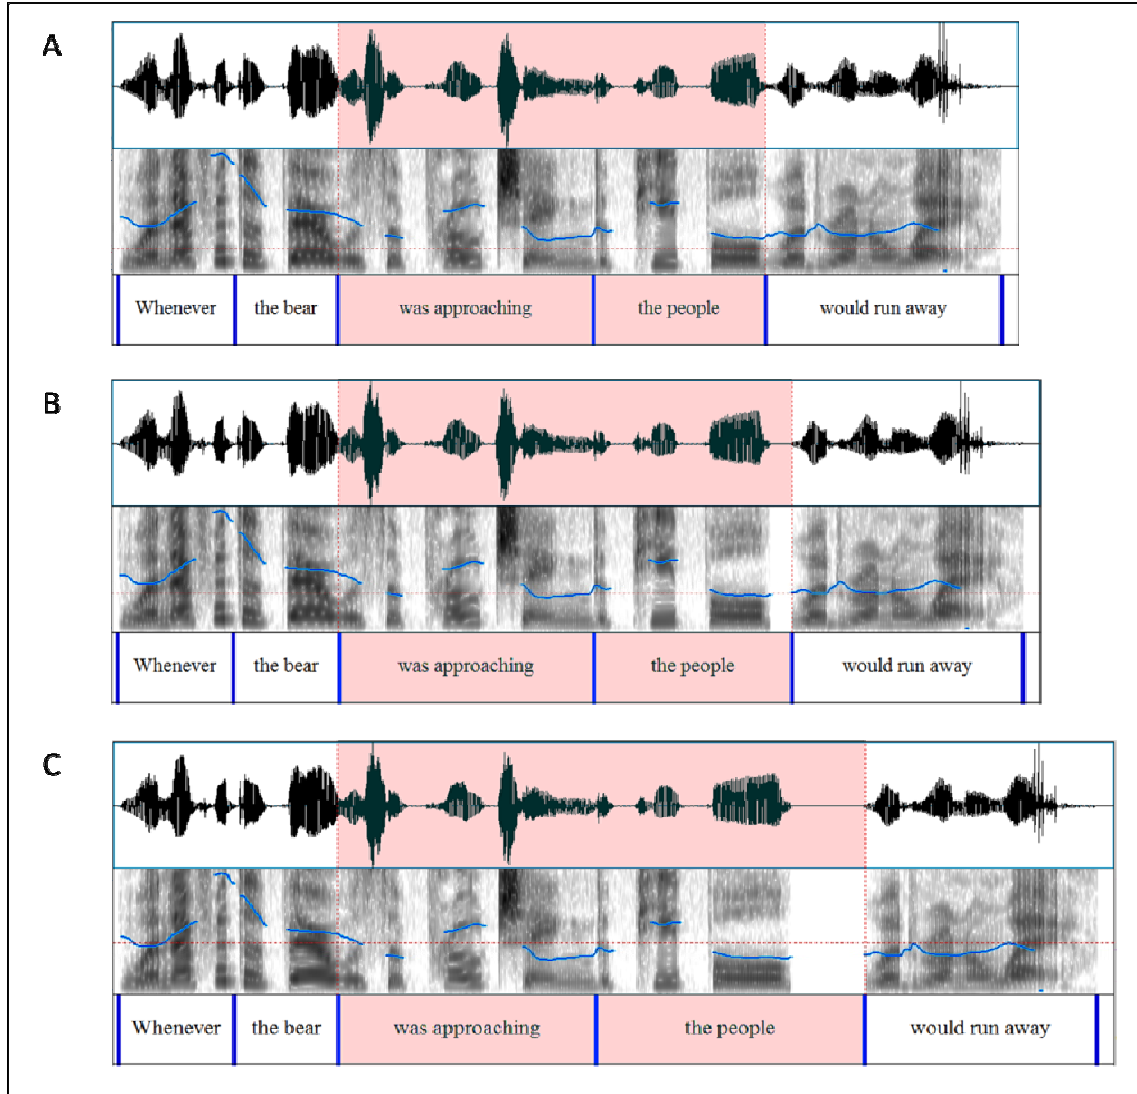 A
Whenever the bear was approaching the people would run away
B
Whenever the bear was approaching the people would run away
C
Whenever the bear was approaching the people would run away